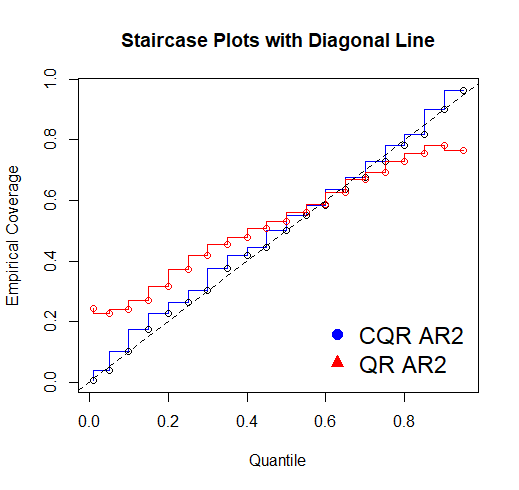 Staircase Plots with Diagonal Line
Empirical Coverage
1.0
0.8
0.6
0.4
0.2
0.0
CQR AR2
QR AR2
0.0 0.2 0.4 0.6 0.8
Quantile